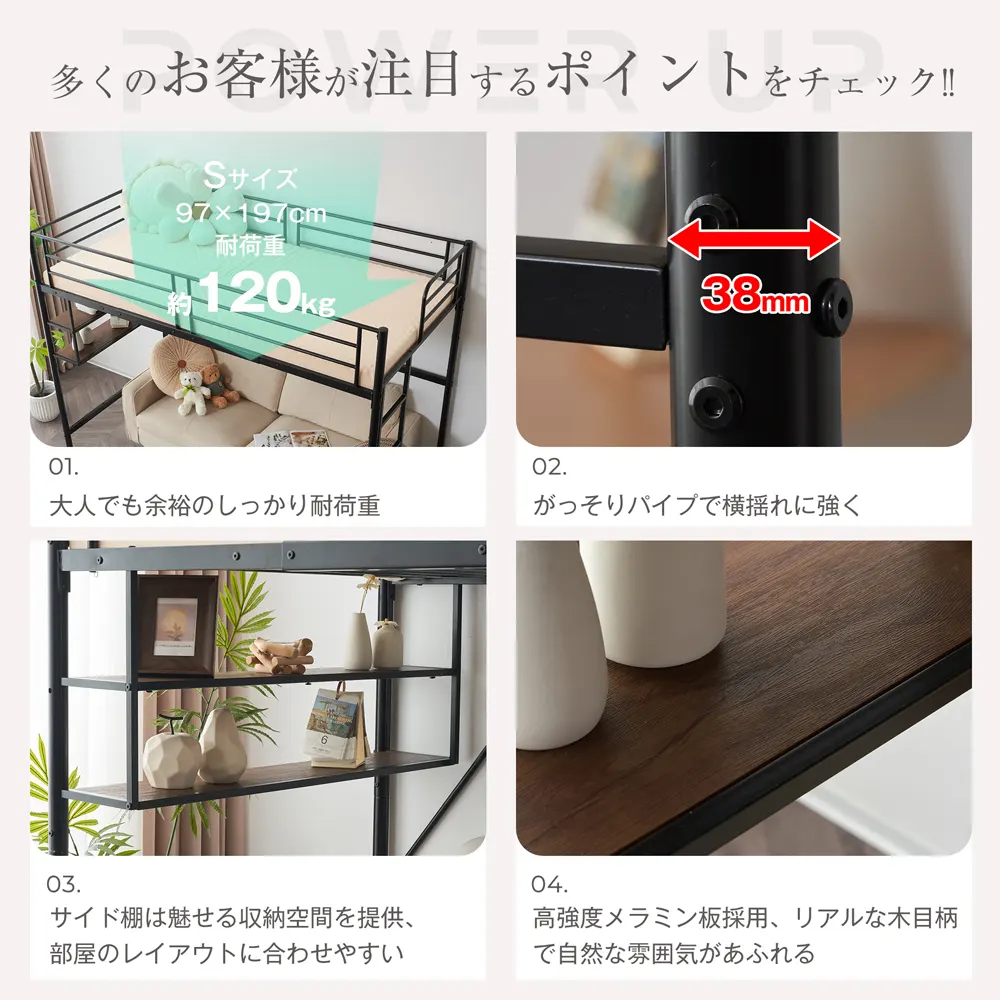 POWER UP
多くのお客様が注目するポイントをチェック!!
Sサイズ
97×197cm
耐荷重
約120kg
38mm
01.
大人でも余裕のしっかり耐荷重
02.
がっそりパイプで横揺れに強く
6
03.
サイド棚は魅せる収納空間を提供、
部屋のレイアウトに合わせやすい
04.
高強度メラミン板採用、リアルな木目柄
で自然な雰囲気があふれる